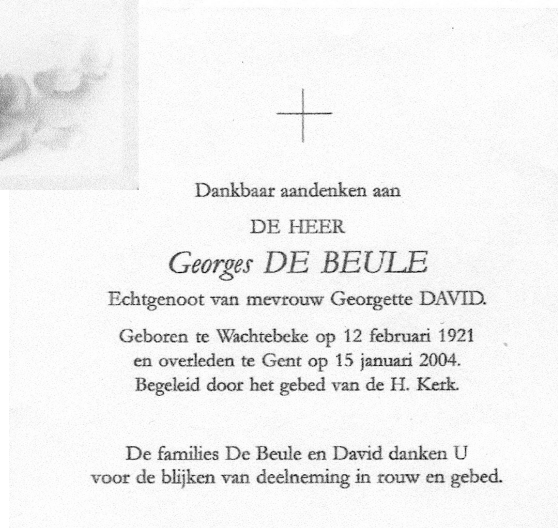 Dankbaar aandenken aan
DE HEER
Georges DE BEULE
Echtgenoot van mevrouw Georgette DAVID.
Geboren te Wachtebeke op 12 februari 1921
en overleden te Gent op 15 januari 2004.
Begeleid door het gebed van de H. Kerk.
De families De Beule en David danken U
voor de blijken van deelneming in rouw en gebed.